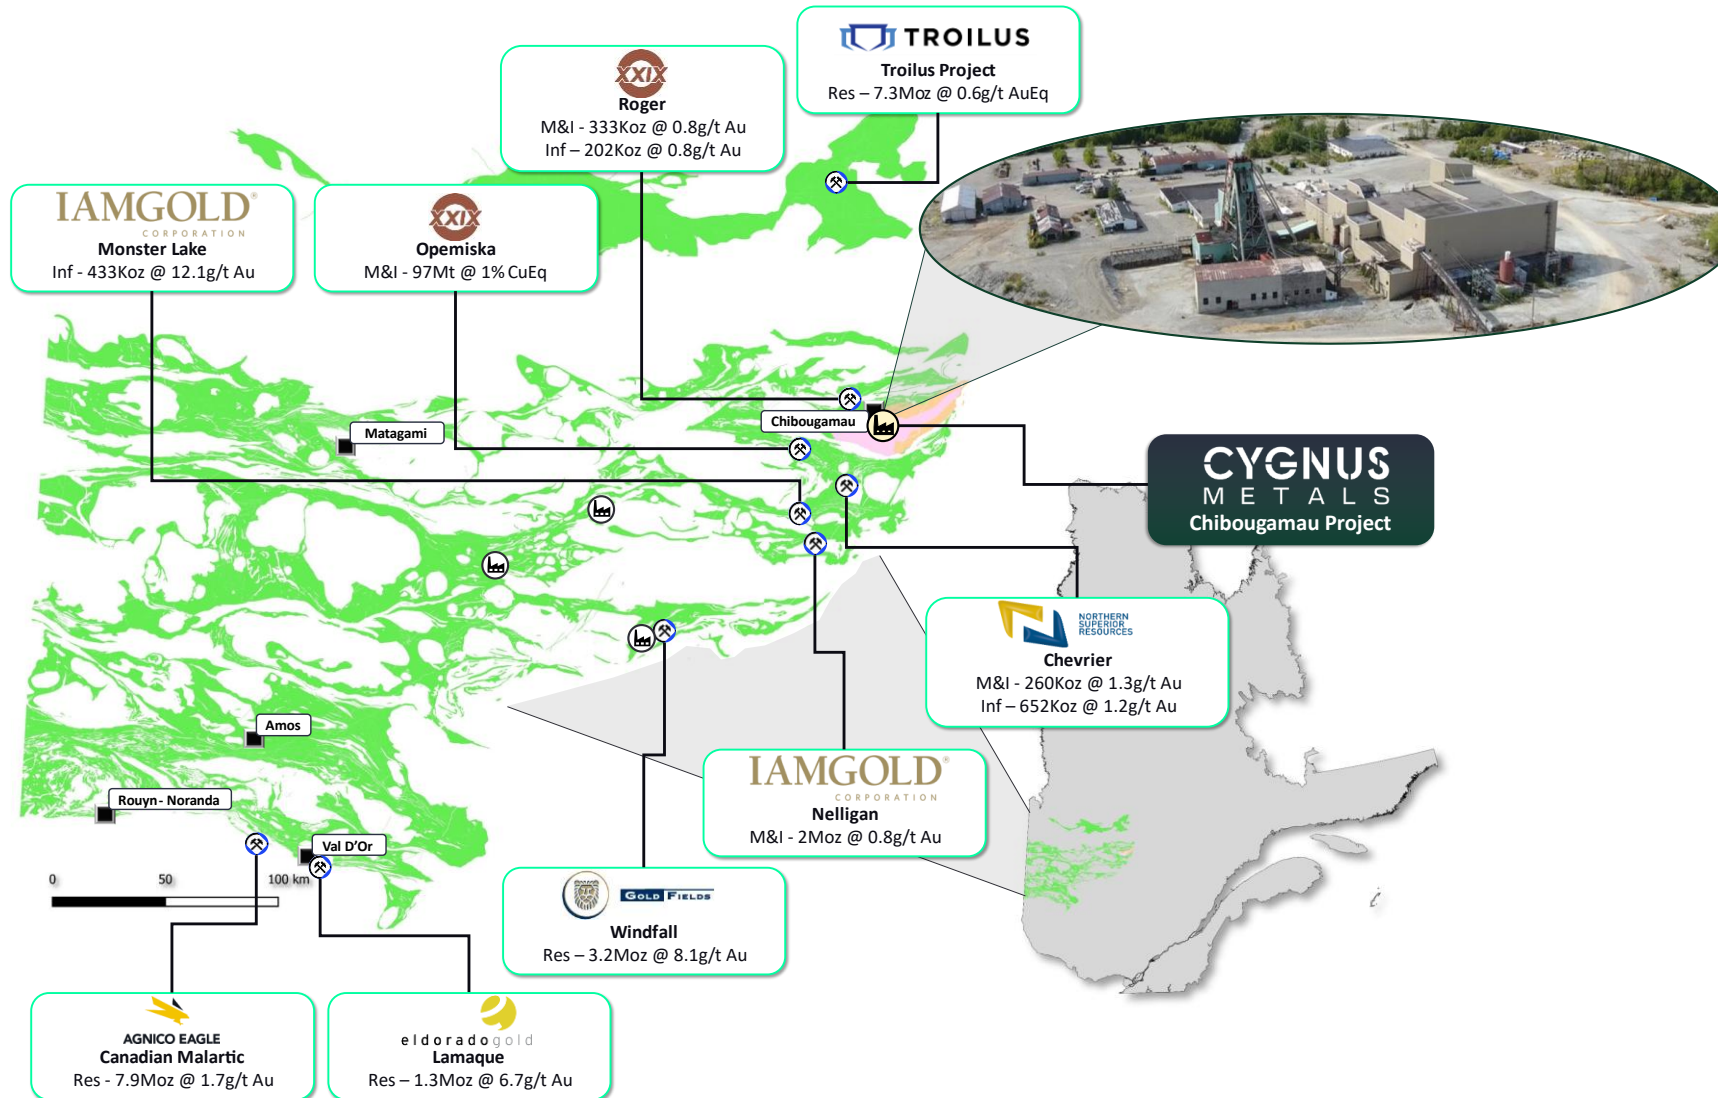 TROILUS
Troilus Project
Res – 7.3Moz @ 0.6g/t AuEq
XXIX
Roger
M&I - 333Koz @ 0.8g/t Au
Inf – 202Koz @ 0.8g/t Au
IAMGOLD®
CORPORATION
Monster Lake
Inf - 433Koz @ 12.1g/t Au
XXIX
Opemiska
M&I - 97Mt @ 1% CuEq
Chibougamau
Matagami
CYGNUS
METALS
Chibougamau Project
NORTHERN
SUPERIOR
RESOURCES
Chevrier
M&I - 260Koz @ 1.3g/t Au
Inf – 652Koz @ 1.2g/t Au
Amos
Rouyn- Noranda
Val D'Or
0 50 100 km
IAMGOLD®
CORPORATION
Nelligan
M&I - 2Moz @ 0.8g/t Au
GOLD FIELDS
Windfall
Res – 3.2Moz @ 8.1g/t Au
AGNICO EAGLE
Canadian Malartic
Res - 7.9Moz @ 1.7g/t Au
eldoradogold
Lamaque
Res – 1.3Moz @ 6.7g/t Au